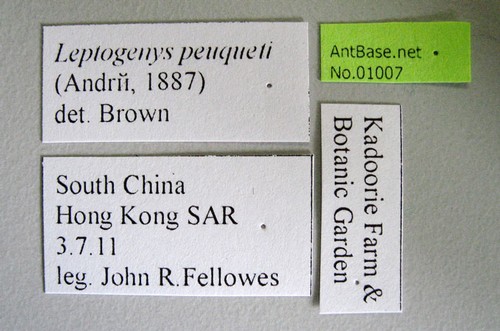 Leptogenys peuqueti
(Andrй, 1887)
det. Brown
AntBase.net
No.01007
South China
Hong Kong SAR
3.7.11
leg. John R.Fellowes
Kadoorie Farm &
Botanic Garden